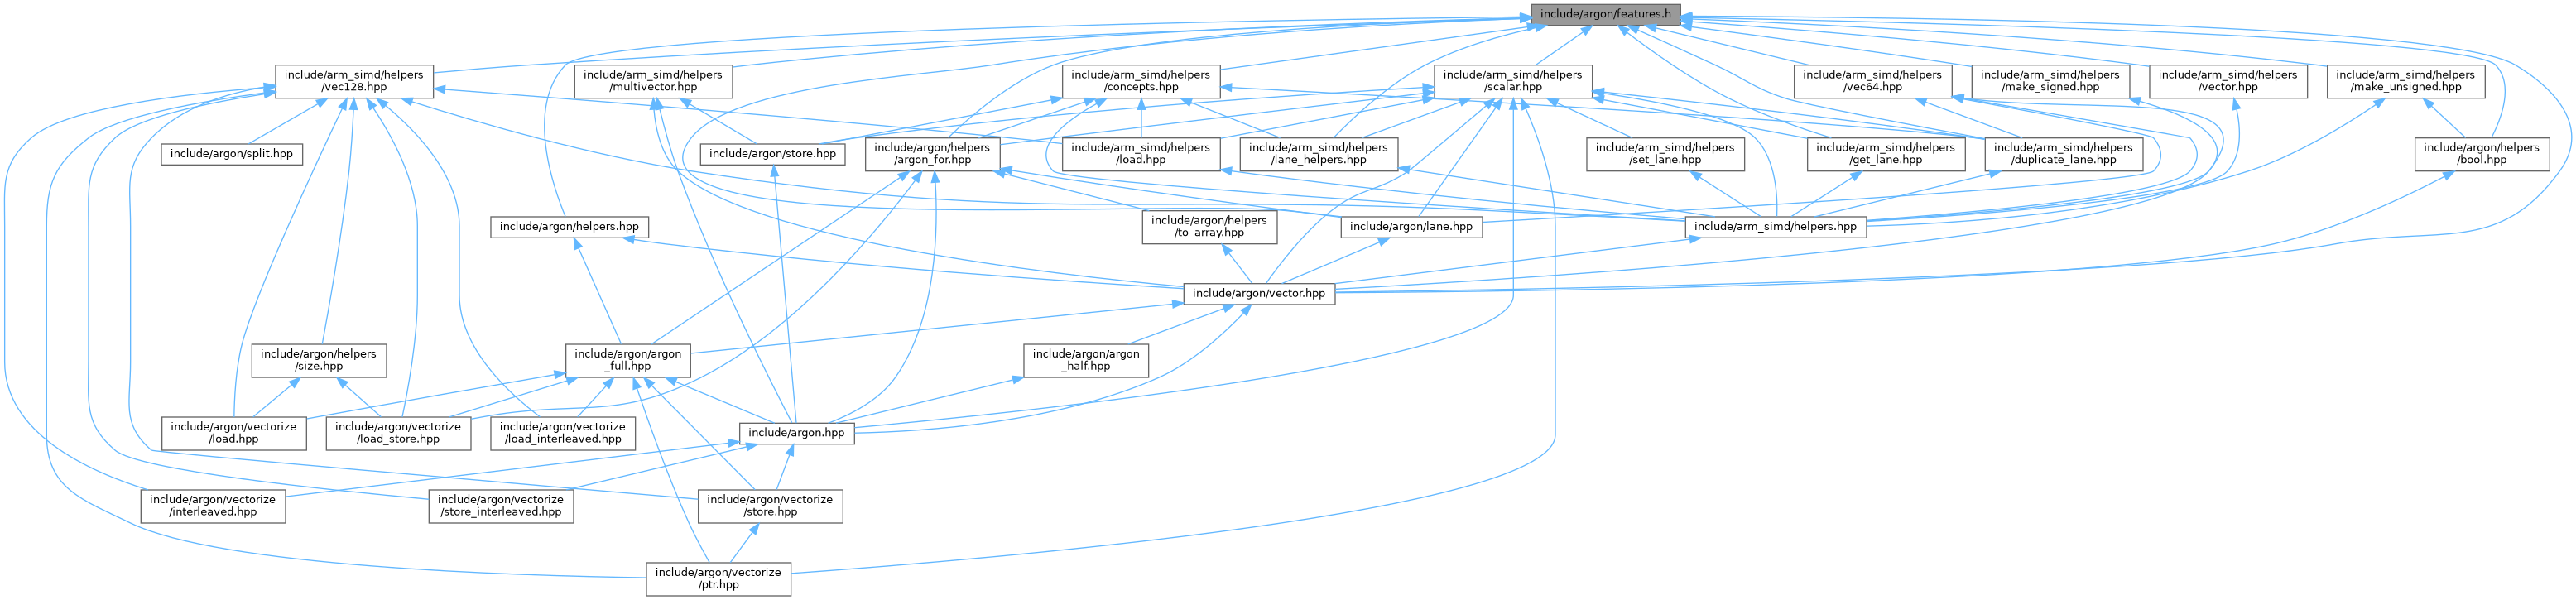 include/argon/features.h
include/arm_simd/helpers
/vec128.hpp
include/arm_simd/helpers
/multivector.hpp
include/arm_simd/helpers
/concepts.hpp
include/arm_simd/helpers
/scalar.hpp
include/arm_simd/helpers
/vec64.hpp
include/arm_simd/helpers
/make_signed.hpp
include/arm_simd/helpers
/vector.hpp
include/arm_simd/helpers
/make_unsigned.hpp
include/argon/split.hpp
include/argon/store.hpp
include/argon/helpers
/argon_for.hpp
include/arm_simd/helpers
/load.hpp
include/arm_simd/helpers
/lane_helpers.hpp
include/arm_simd/helpers
/set_lane.hpp
include/arm_simd/helpers
/get_lane.hpp
include/arm_simd/helpers
/duplicate_lane.hpp
include/argon/helpers
/bool.hpp
include/argon/helpers.hpp
include/argon/helpers
/to_array.hpp
include/argon/lane.hpp
include/arm_simd/helpers.hpp
include/argon/vector.hpp
include/argon/helpers
/size.hpp
include/argon/argon
_full.hpp
include/argon/argon
_half.hpp
include/argon/vectorize
/load.hpp
include/argon/vectorize
/load_store.hpp
include/argon/vectorize
/load_interleaved.hpp
include/argon.hpp
include/argon/vectorize
/interleaved.hpp
include/argon/vectorize
/store_interleaved.hpp
include/argon/vectorize
/store.hpp
include/argon/vectorize
/ptr.hpp